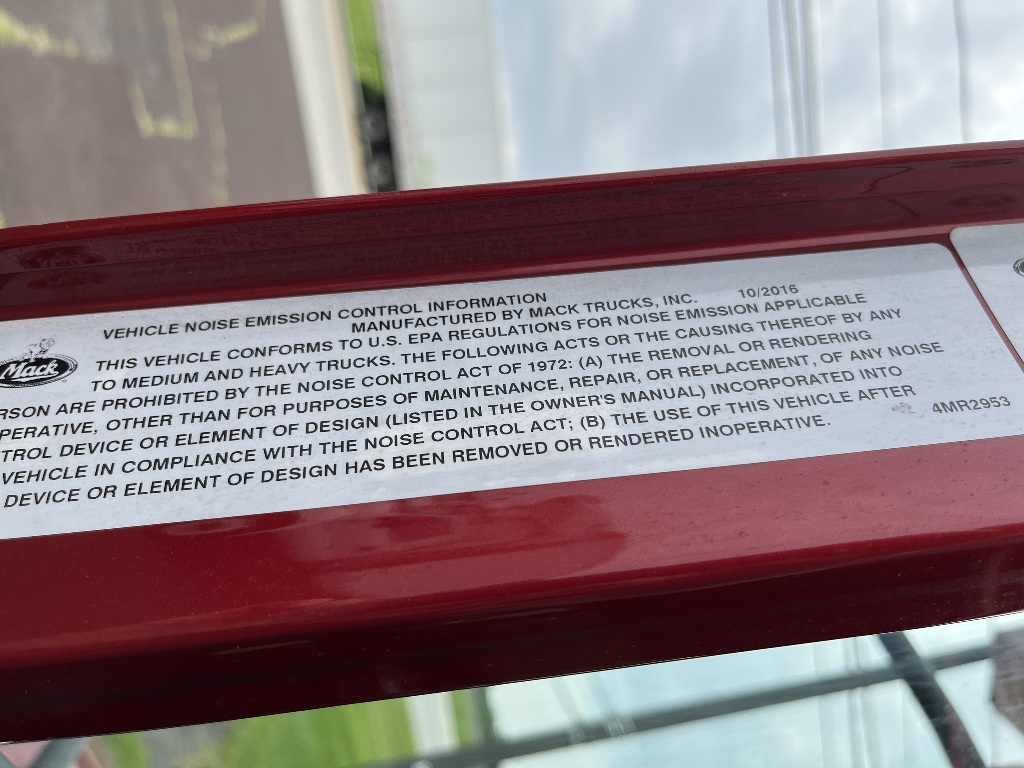 VEHICLE NOISE EMISSION CONTROL INFORMATION
MANUFACTURED BY MACK TRUCKS, INC. 10/2016
Mack
THIS VEHICLE CONFORMS TO U.S. EPA REGULATIONS FOR NOISE EMISSION APPLICABLE
TO MEDIUM AND HEAVY TRUCKS. THE FOLLOWING ACTS OR THE CAUSING THEREOF BY ANY
RSON ARE PROHIBITED BY THE NOISE CONTROL ACT OF 1972: (A) THE REMOVAL OR RENDERING
PERATIVE, OTHER THAN FOR PURPOSES OF MAINTENANCE, REPAIR, OR REPLACEMENT, OF ANY NOISE
TROL DEVICE OR ELEMENT OF DESIGN (LISTED IN THE OWNER'S MANUAL) INCORPORATED INTO
VEHICLE IN COMPLIANCE WITH THE NOISE CONTROL ACT; (B) THE USE OF THIS VEHICLE AFTER
DEVICE OR ELEMENT OF DESIGN HAS BEEN REMOVED OR RENDERED INOPERATIVE.
4MR2953